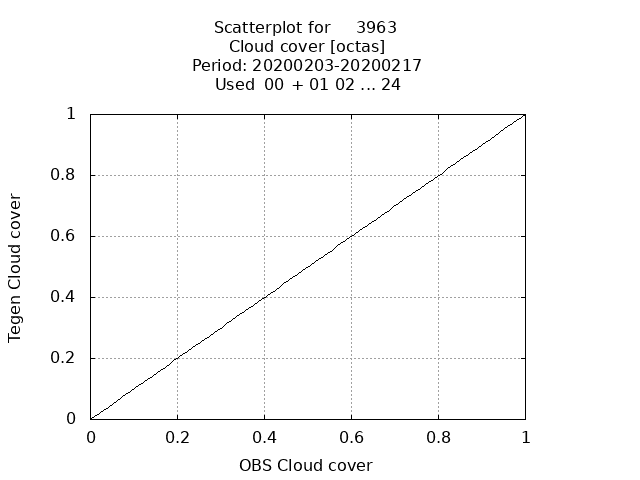 Scatterplot for     3963
Cloud cover [octas]
Period: 20200203-20200217
Used  00  + 01 02 ... 24
1
0.8
0.6
0.4
0.2
0
Tegen Cloud cover
0 0.2 0.4 0.6 0.8 1
OBS Cloud cover